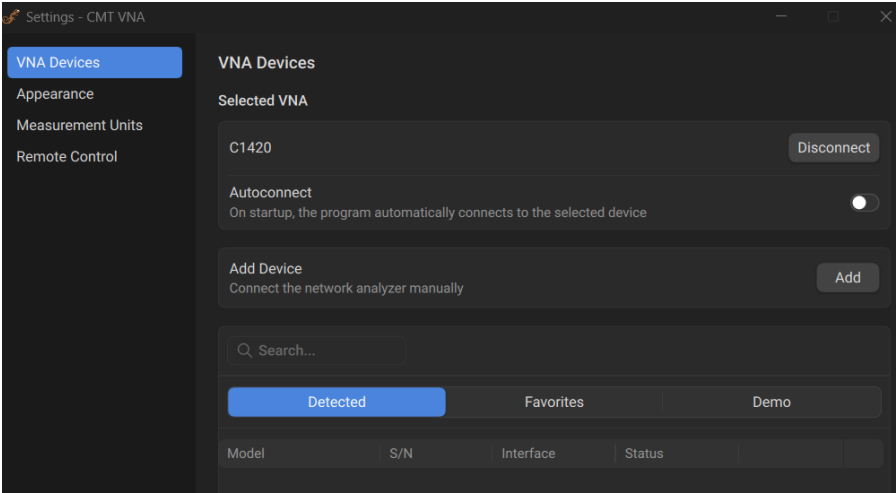 Settings - CMT VNA
VNA Devices
Appearance
Measurement Units
Remote Control
VNA Devices
Selected VNA
C1420
Disconnect
Autoconnect
On startup, the program automatically connects to the selected device
Add Device
Connect the network analyzer manually
Add
Search...
Detected Favorites Demo
Model S/N Interface Status